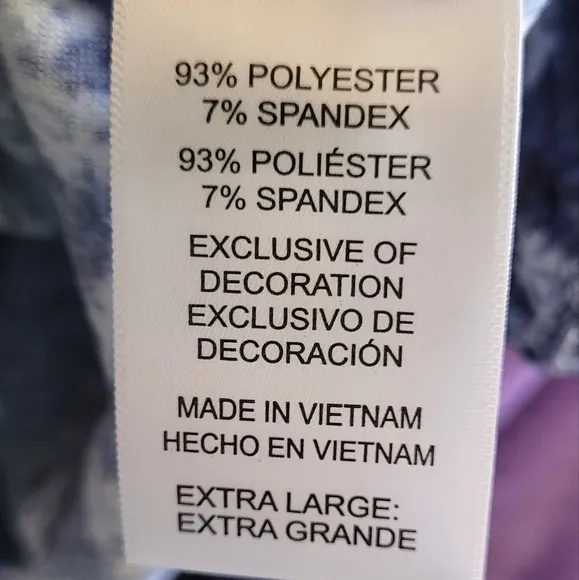 93% POLYESTER
7% SPANDEX
93% POLIÉSTER
7% SPANDEX
EXCLUSIVE OF
DECORATION
EXCLUSIVO DE
DECORACIÓN
MADE IN VIETNAM
HECHO EN VIETNAM
EXTRA LARGE:
EXTRA GRANDE